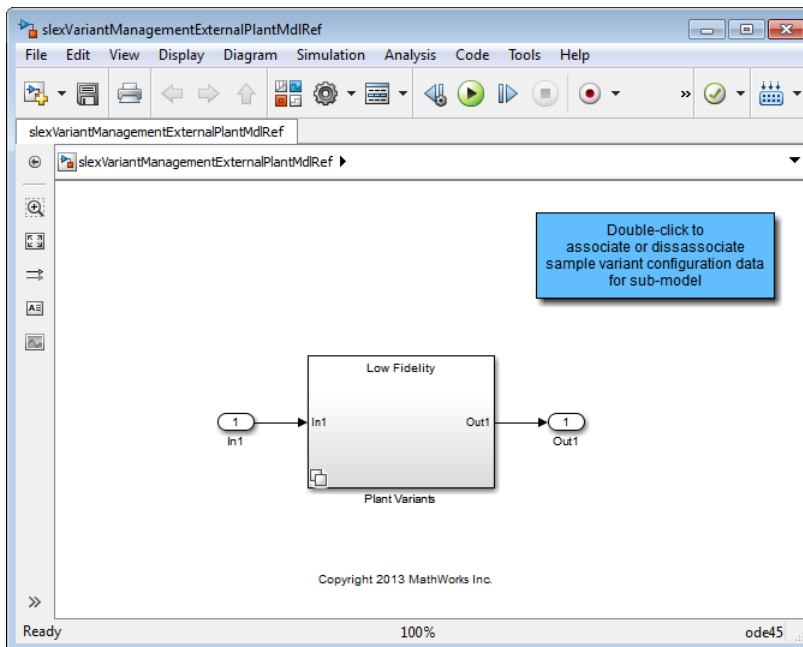 slexVariantManagementExternalPlantMdlRef
File Edit View Display Diagram Simulation Analysis Code Tools Help
slexVariantManagementExternalPlantMdlRef
slexVariantManagementExternalPlantMdlRef
Double-click to
associate or dissassociate
sample variant configuration data
for sub-model
Low Fidelity
1 In1 Out1 1
In1 Out1
Plant Variants
Copyright 2013 MathWorks Inc.
Ready 100% ode45